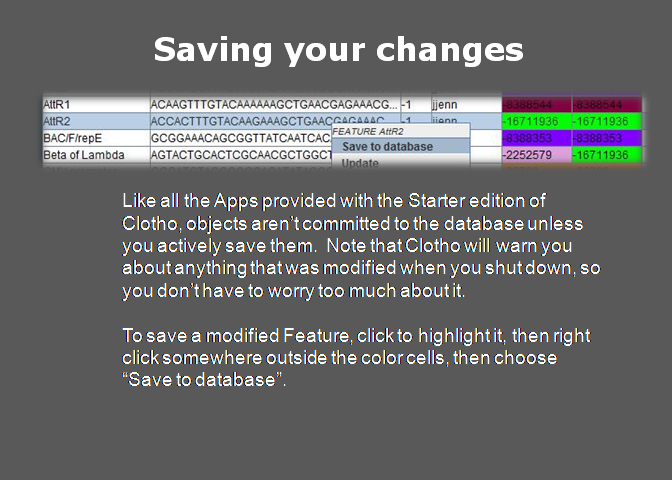 Saving your changes
AttR1 ACAAGTTTGTACAAAAAAGCTGAACGAGAAACG... -1 jjenn -8388544 -8388544
AttR2 ACCACTTTGTACAAGAAAGCTGAACGAGAAAC -1 jjenn -16711936 -16711936
FEATURE AttR2
BAC/F/repE GCGGAAACAGCGGTTATCAATCAC -8388353 -8388353
Save to database
Beta of Lambda AGTACTGCACTCGCAACGCTGGCT -2252579 -16711936
Update
Like all the Apps provided with the Starter edition of
Clotho, objects aren't committed to the database unless
you actively save them. Note that Clotho will warn you
about anything that was modified when you shut down, so
you don't have to worry too much about it.
To save a modified Feature, click to highlight it, then right
click somewhere outside the color cells, then choose
“Save to database”.